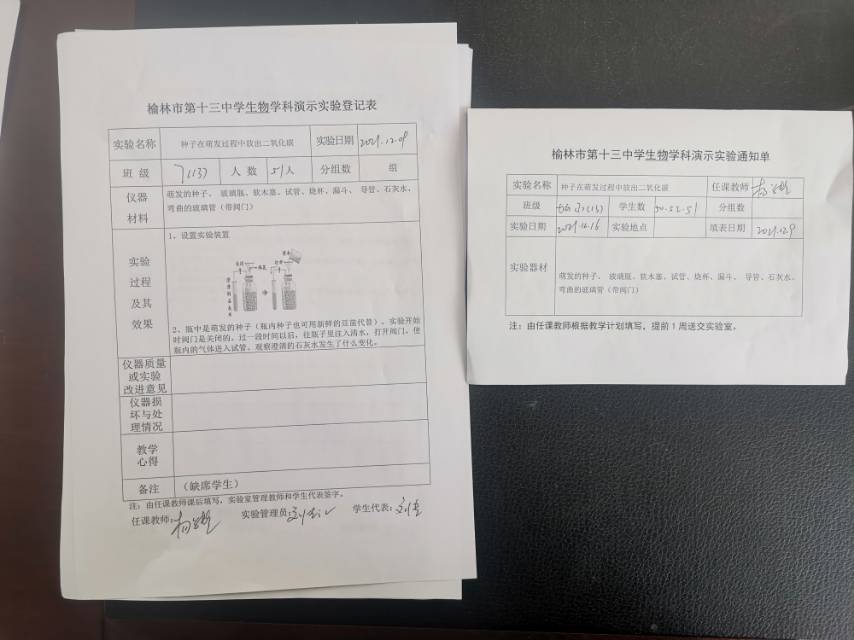 榆林市第十三中学生物学科演示实验登记表
实验名称 种子在萌发过程中放出二氧化碳 实验日期 2021.12.09
班 级 7(13) 人 数 51人 分组数 组
仪器材料 萌发的种子、 玻璃瓶、软木塞、试管、烧杯、漏斗、 导管、石灰水、
弯曲的玻璃管(带阀门)
实验过程及其效果
1、设置实验装置
2、瓶中是萌发的种子(瓶内种子也可用新鲜的豆苗代替)。实验开始
时阀门是关闭的。过一段时间以后,往瓶子里注入清水,打开阀门,使
瓶内的气体进入试管。观察澄清的石灰水发生了什么变化。
仪器质量或实验改进意见
仪器损坏与处理情况
教学心得
备注 (缺席学生)
注:由任课教师课后填写,实验室管理教师和学生代表签字。
任课教师: 实验管理员: 学生代表:
榆林市第十三中学生物学科演示实验通知单
实验名称 种子在萌发过程中放出二氧化碳 任课教师
班级 学生数 50.52.51 分组数
实验日期 2021.12.16 实验地点 填表日期 2021.12.9
实验器材
萌发的种子、 玻璃瓶、软木塞、试管、烧杯、漏斗、 导管、石灰水、
弯曲的玻璃管(带阀门)
注:由任课教师根据教学计划填写,提前 1 周送交实验室。